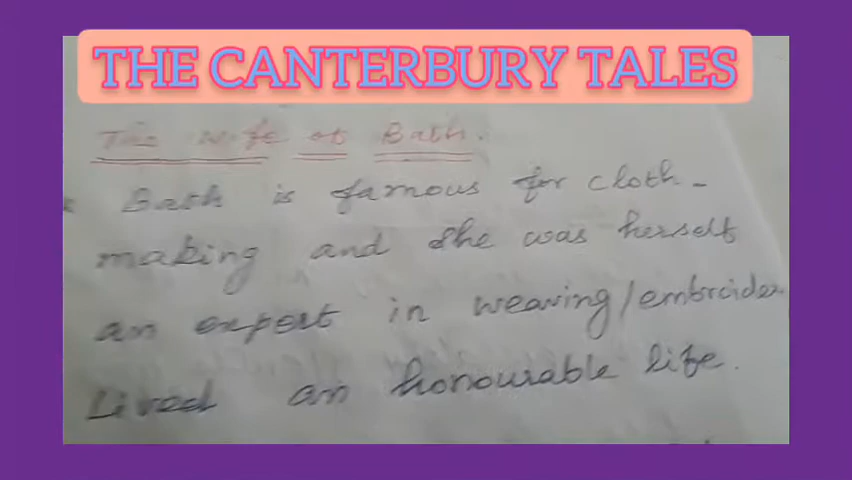 THE CANTERBURY TALES
The Wife of Bath.
Bath is famous for cloth-
making and she was herself
an expert in weaving/embroider
Lived an honourable life.